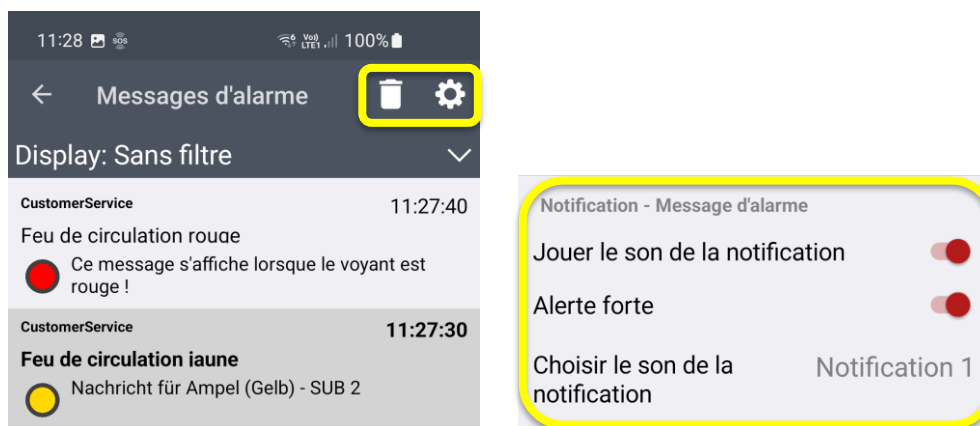 11:28 SOS Vo)) LTE1 100%
Messages d'alarme
Display: Sans filtre
CustomerService 11:27:40
Feu de circulation rouge
Ce message s'affiche lorsque le voyant est
rouge !
CustomerService 11:27:30
Feu de circulation jaune
Nachricht für Ampel (Gelb) - SUB 2
Notification - Message d'alarme
Jouer le son de la notification
Alerte forte
Choisir le son de la Notification 1
notification